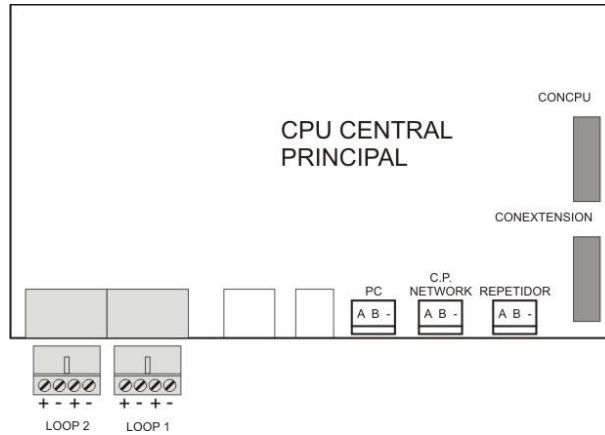 CONCPU
CPU CENTRAL
PRINCIPAL
CONEXTENSION
PC
C.P.
NETWORK
REPETIDOR
A B -
A B -
A B -
+ - + -
+ - + -
LOOP 2
LOOP 1